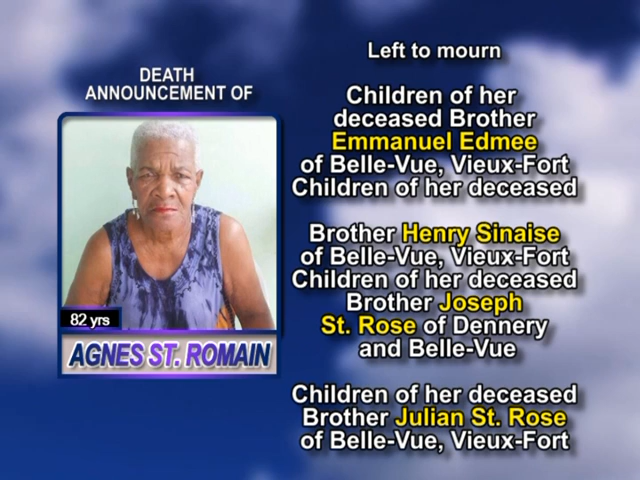 DEATH
ANNOUNCEMENT OF
82 yrs
AGNES ST. ROMAIN
Left to mourn
Children of her
deceased Brother
Emmanuel Edmee
of Belle-Vue, Vieux-Fort
Children of her deceased
Brother Henry Sinaise
of Belle-Vue, Vieux-Fort
Children of her deceased
Brother Joseph
St. Rose of Dennery
and Belle-Vue
Children of her deceased
Brother Julian St. Rose
of Belle-Vue, Vieux-Fort